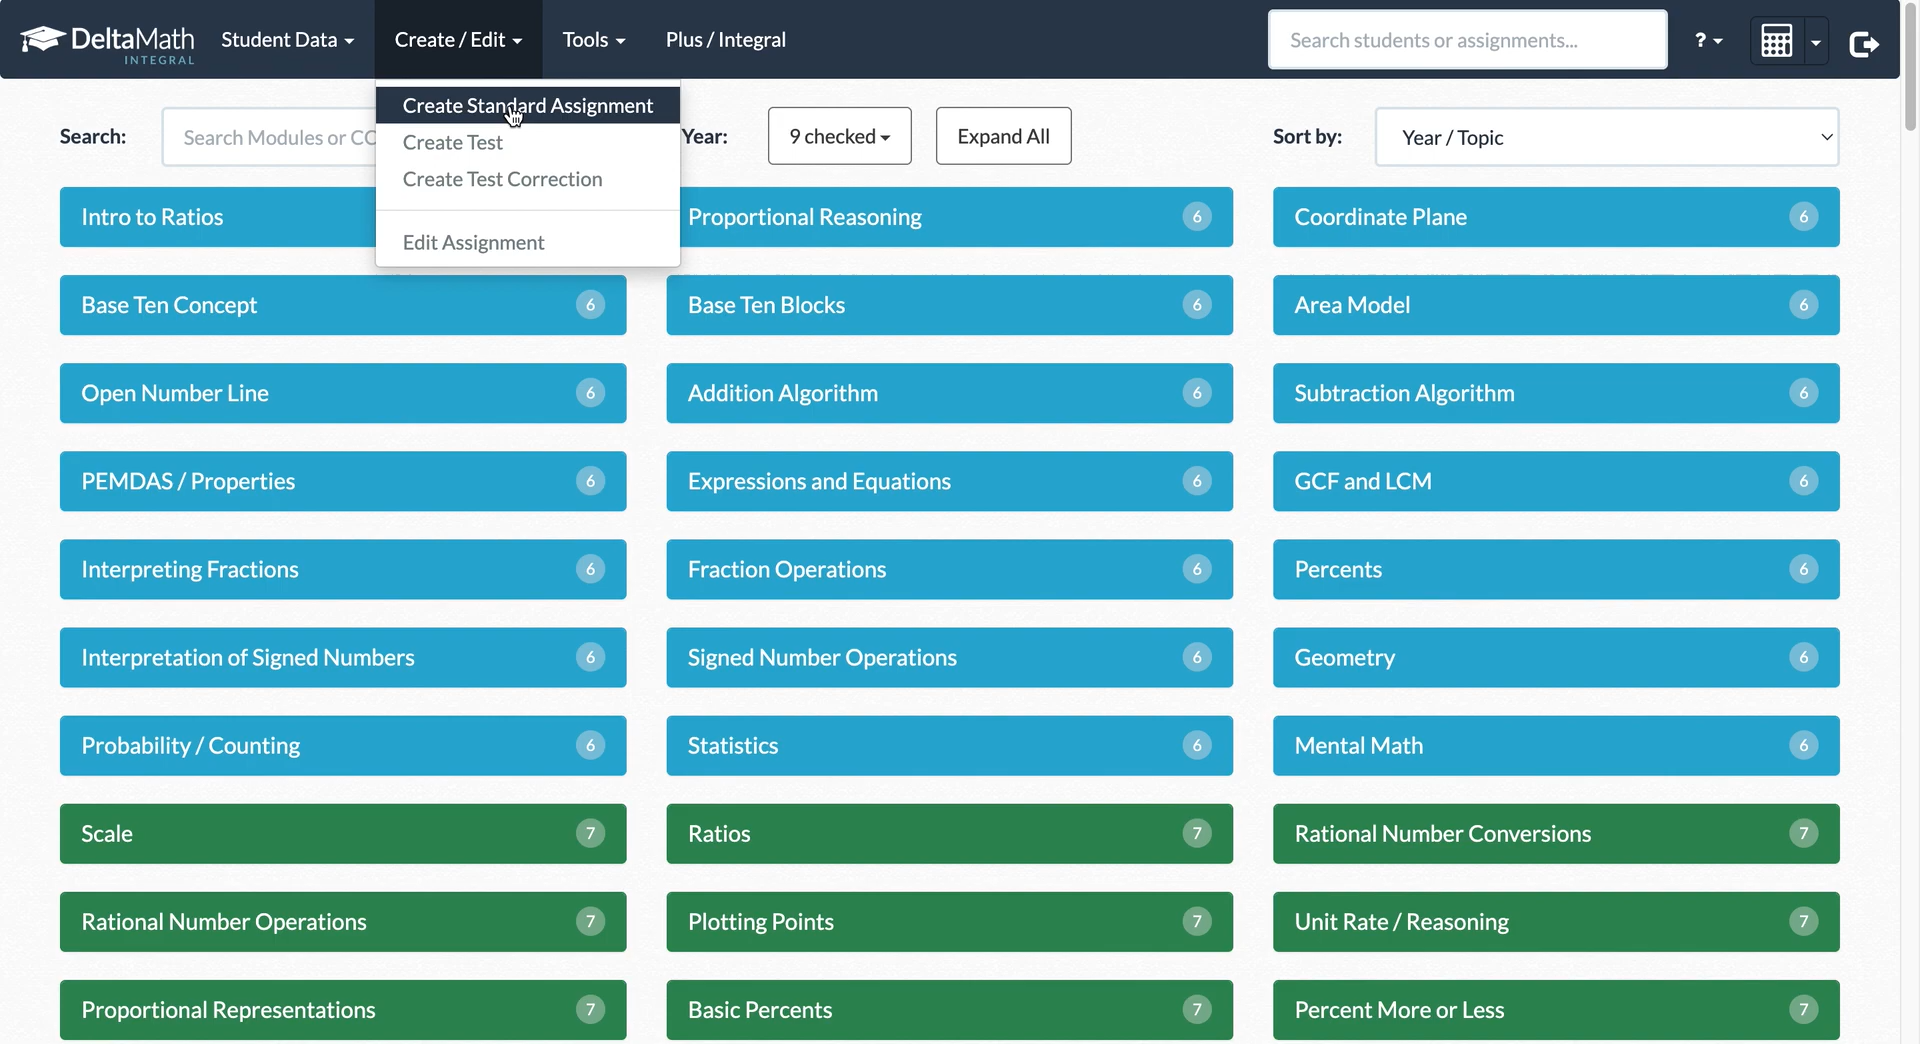 DeltaMath
INTEGRAL
Student Data
Create / Edit
Tools
Plus / Integral
Search students or assignments...
?
Create Standard Assignment
Create Test
Create Test Correction
Edit Assignment
Search:
Search Modules or CC
Year:
9 checked
Expand All
Sort by:
Year / Topic
Intro to Ratios
Proportional Reasoning 6
Coordinate Plane 6
Base Ten Concept 6
Base Ten Blocks 6
Area Model 6
Open Number Line 6
Addition Algorithm 6
Subtraction Algorithm 6
PEMDAS / Properties 6
Expressions and Equations 6
GCF and LCM 6
Interpreting Fractions 6
Fraction Operations 6
Percents 6
Interpretation of Signed Numbers 6
Signed Number Operations 6
Geometry 6
Probability / Counting 6
Statistics 6
Mental Math 6
Scale 7
Ratios 7
Rational Number Conversions 7
Rational Number Operations 7
Plotting Points 7
Unit Rate / Reasoning 7
Proportional Representations 7
Basic Percents 7
Percent More or Less 7